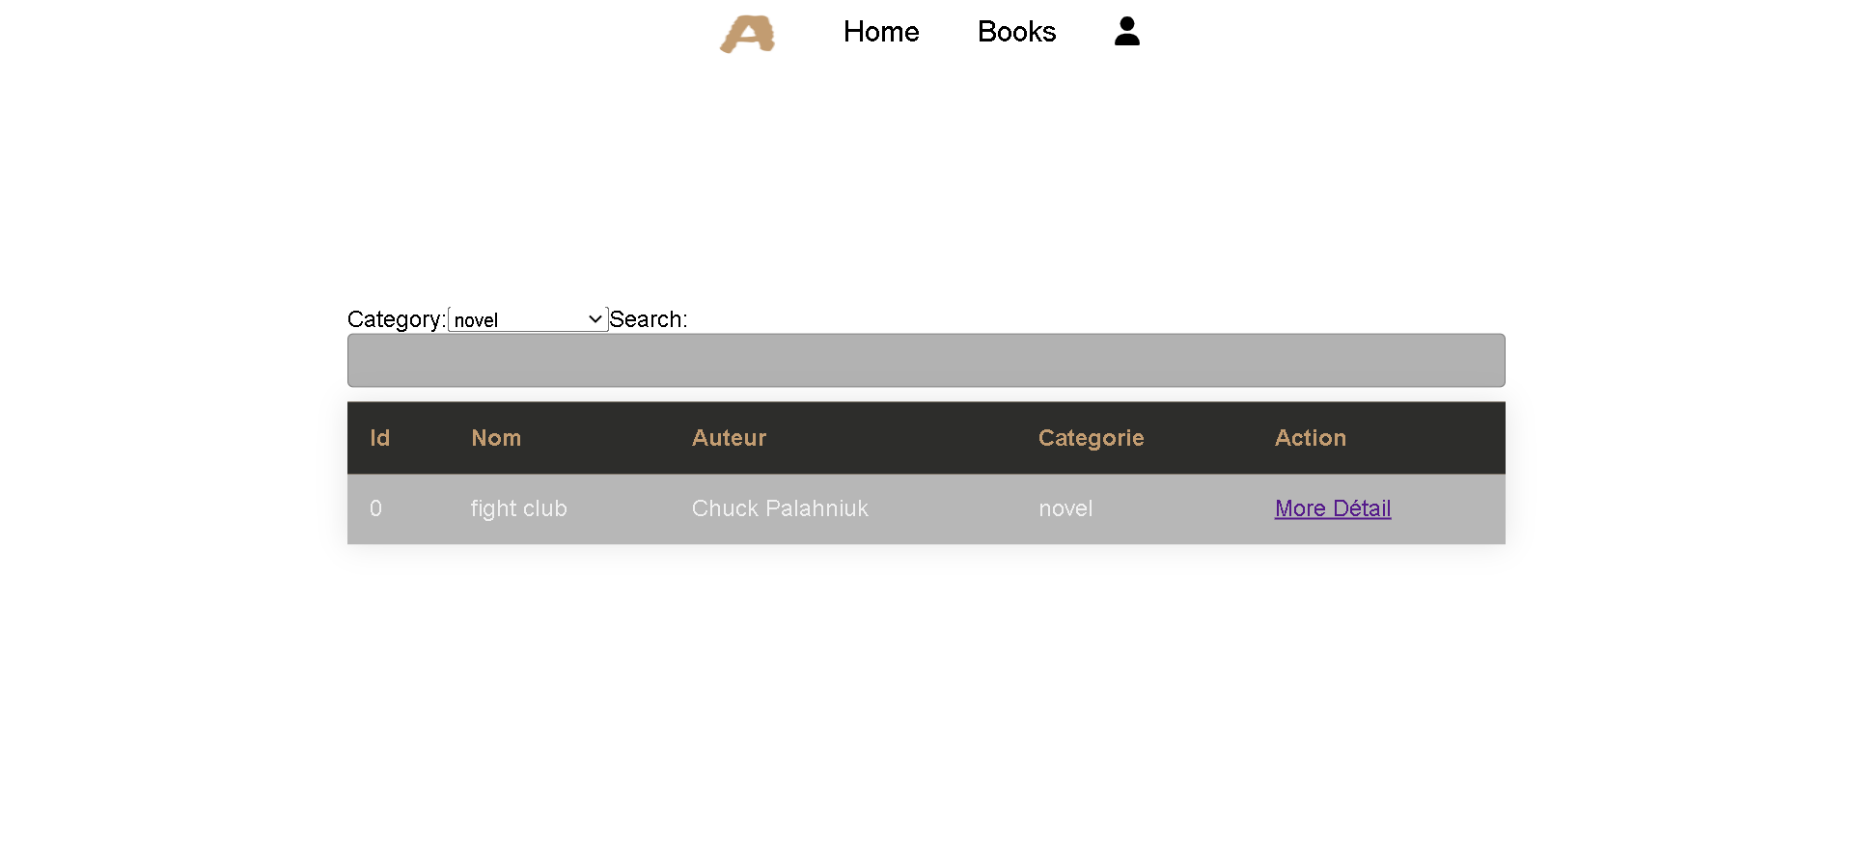 A Home Books
Category: novel Search:
Id Nom Auteur Categorie Action
0 fight club Chuck Palahniuk novel More Détail